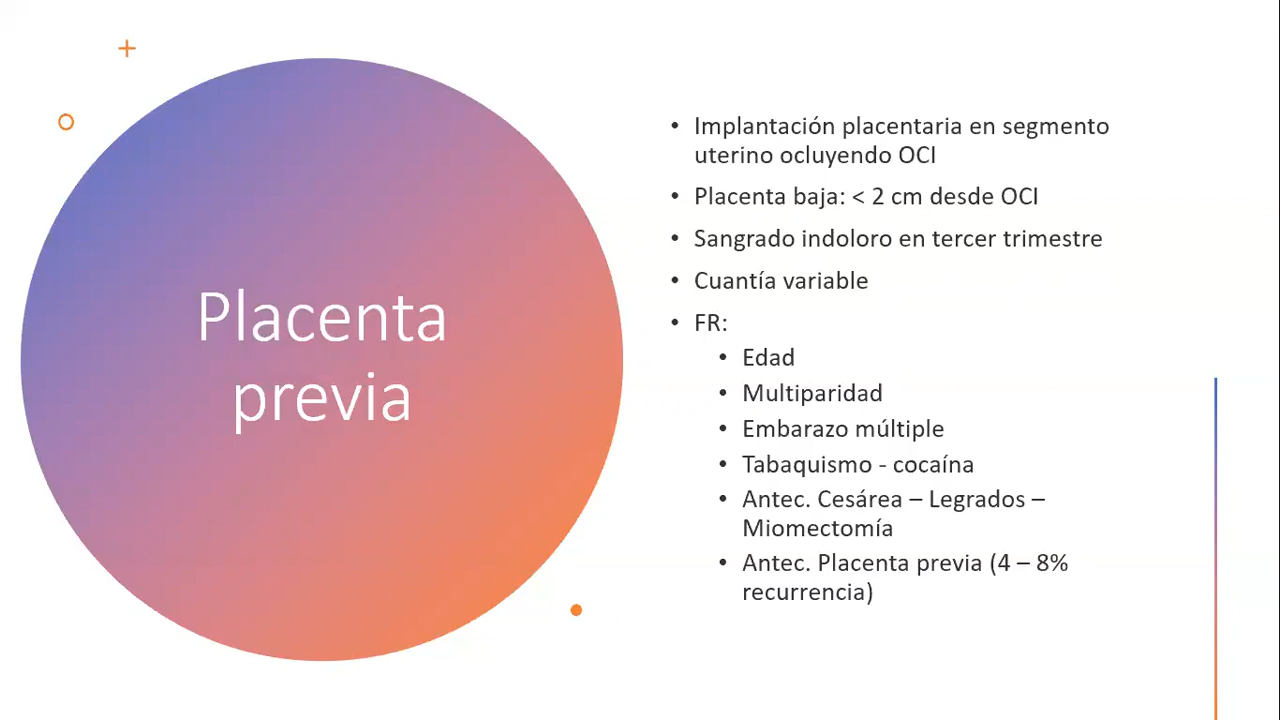 Placenta
previa
• Implantación placentaria en segmento
uterino ocluyendo OCI
• Placenta baja: < 2 cm desde OCI
• Sangrado indoloro en tercer trimestre
• Cuantía variable
• FR:
• Edad
• Multiparidad
• Embarazo múltiple
• Tabaquismo - cocaína
• Antec. Cesárea – Legrados –
Miomectomía
• Antec. Placenta previa (4 – 8%
recurrencia)